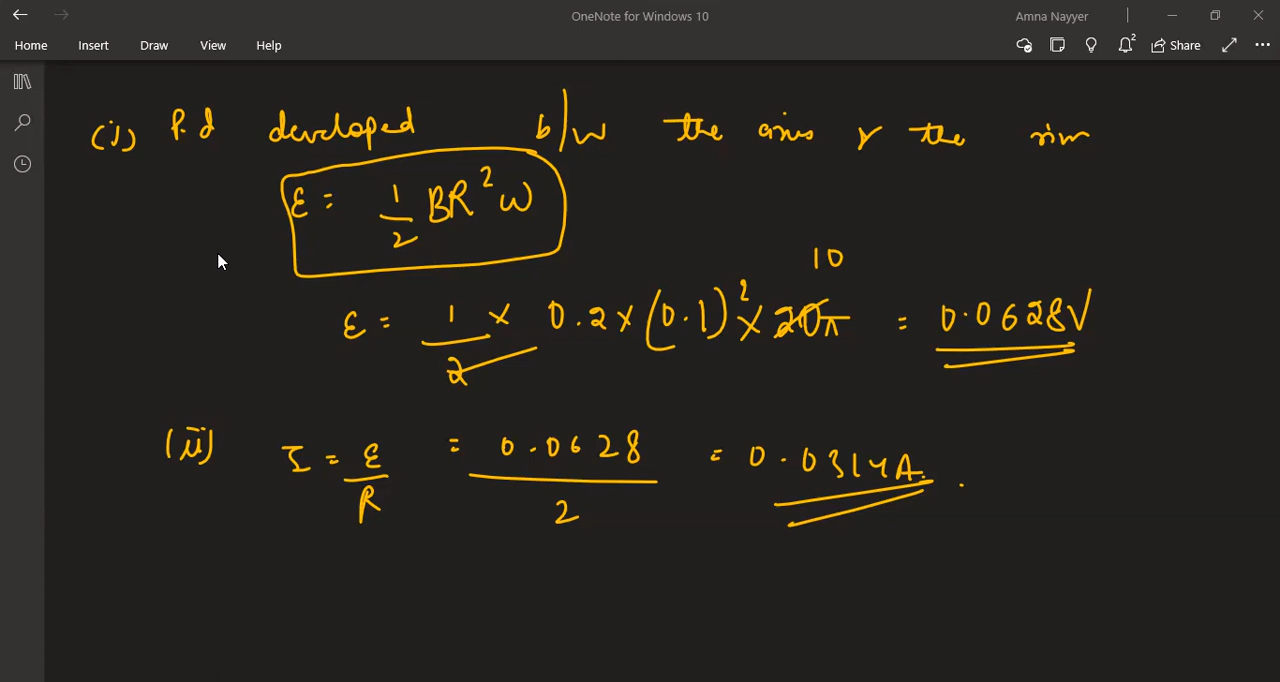 OneNote for Windows 10
Amna Nayyer
Home Insert Draw View Help
2 Share
(i) P.d developed b/w the axis & the rim
ε = 1/2 BR²ω
10
ε = 1/2 × 0.2 × (0.1)² × 20π = 0.0628V
(ii) I = ε/R = 0.0628/2 = 0.0314A.